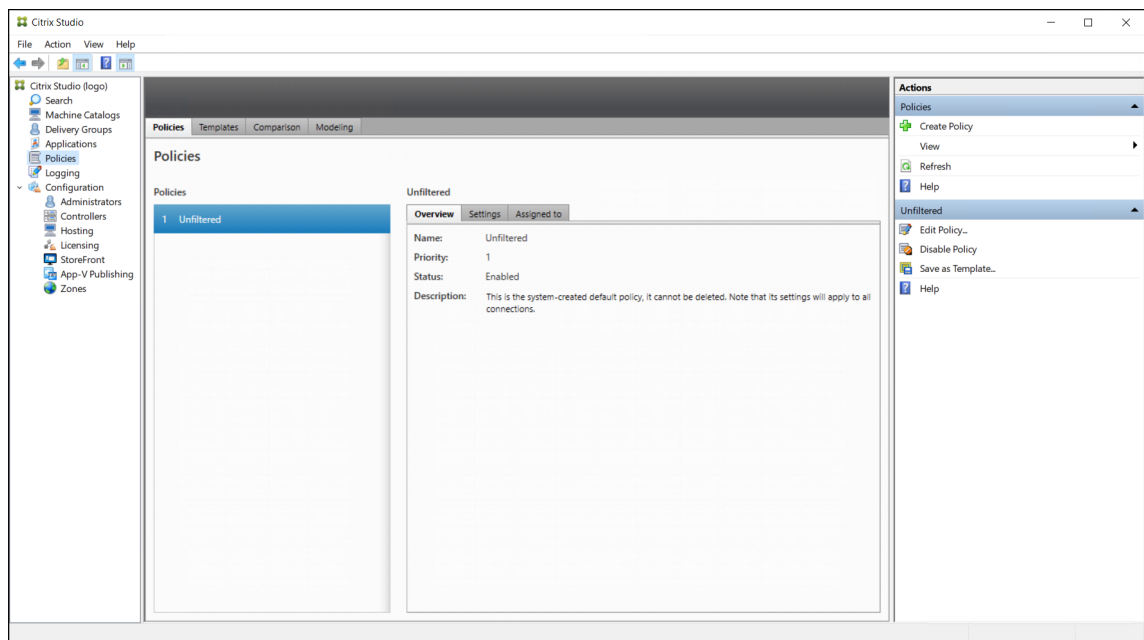 Citrix Studio
File Action View Help
Citrix Studio (logo)
Search
Machine Catalogs
Delivery Groups
Applications
Policies
Logging
Configuration
Administrators
Controllers
Hosting
Licensing
StoreFront
App-V Publishing
Zones
Policies Templates Comparison Modeling
Policies
Policies
1 Unfiltered
Unfiltered
Overview Settings Assigned to
Name: Unfiltered
Priority: 1
Status: Enabled
Description: This is the system-created default policy, it cannot be deleted. Note that its settings will apply to all
connections.
Actions
Policies
Create Policy
View
Refresh
Help
Unfiltered
Edit Policy...
Disable Policy
Save as Template...
Help